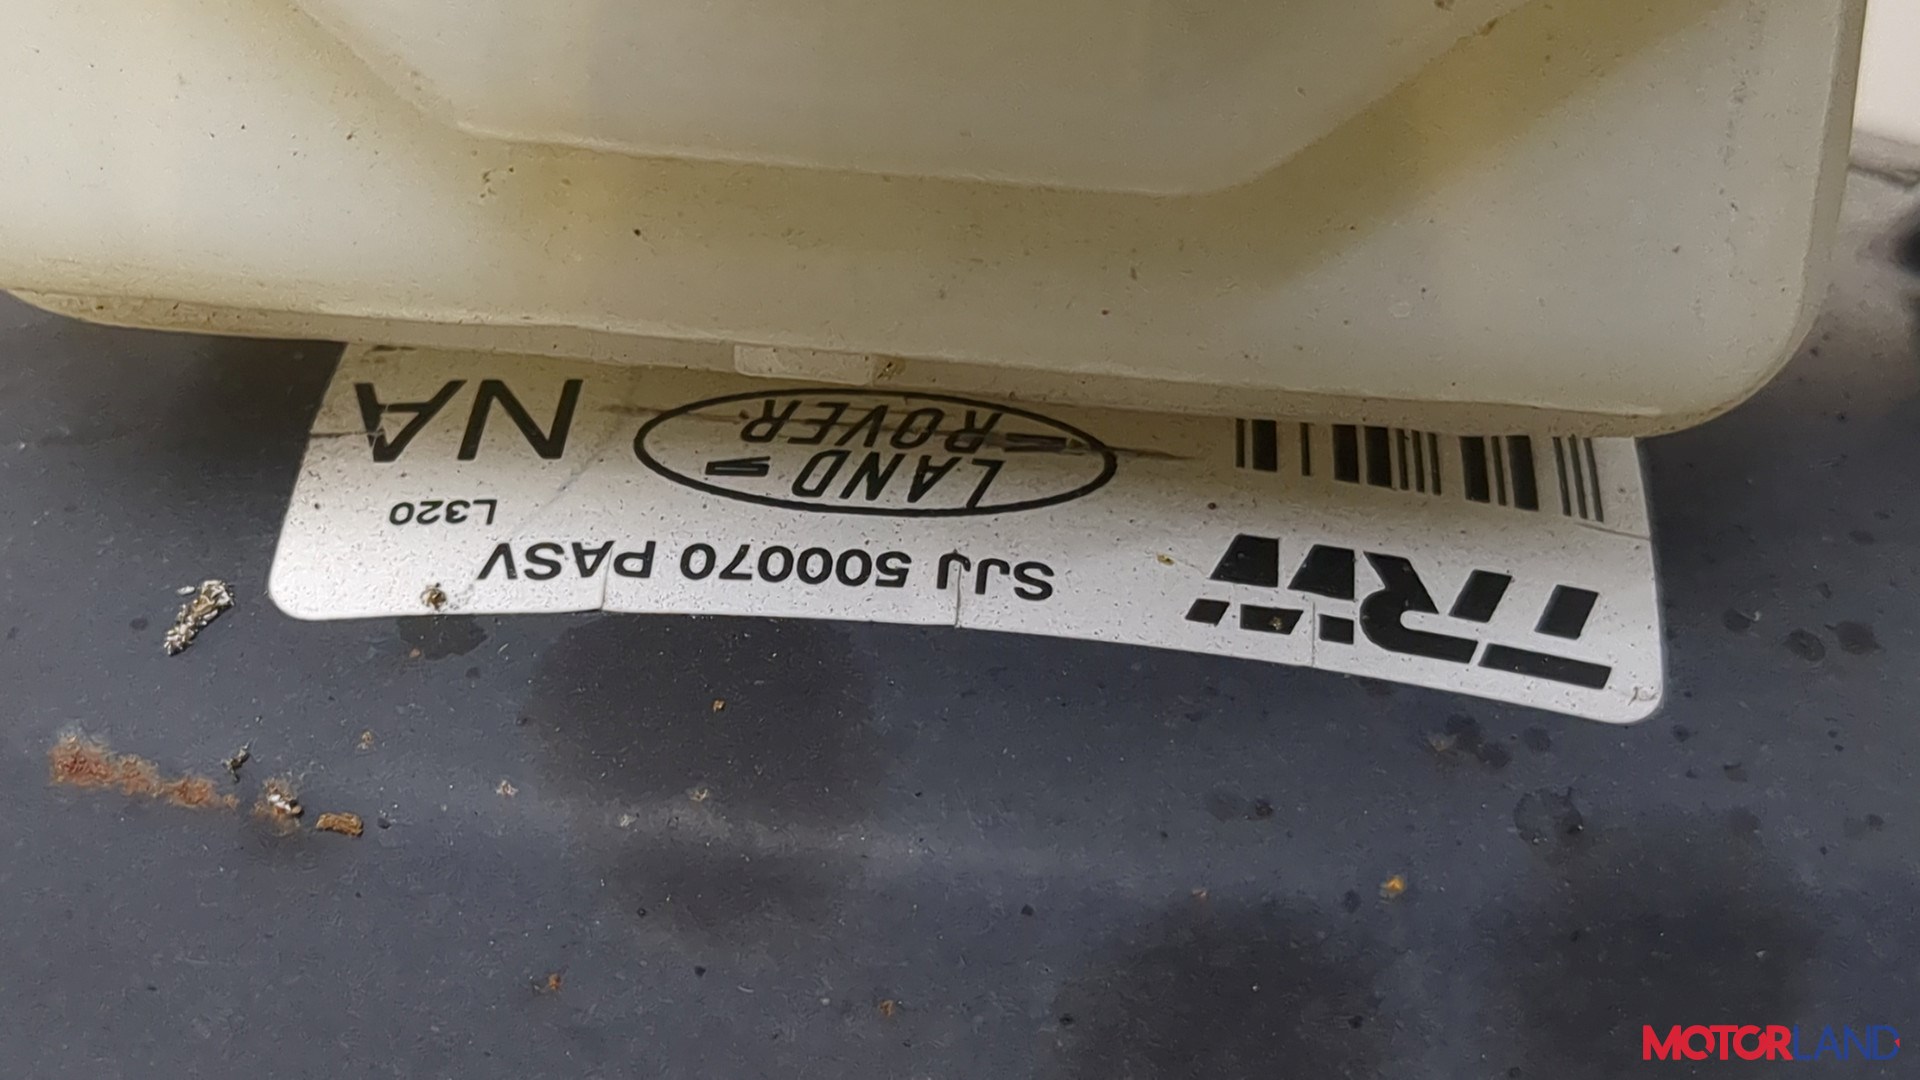 TRW
SJJ 500070 PASV
L320
LAND
ROVER
NA
MOTORLAND